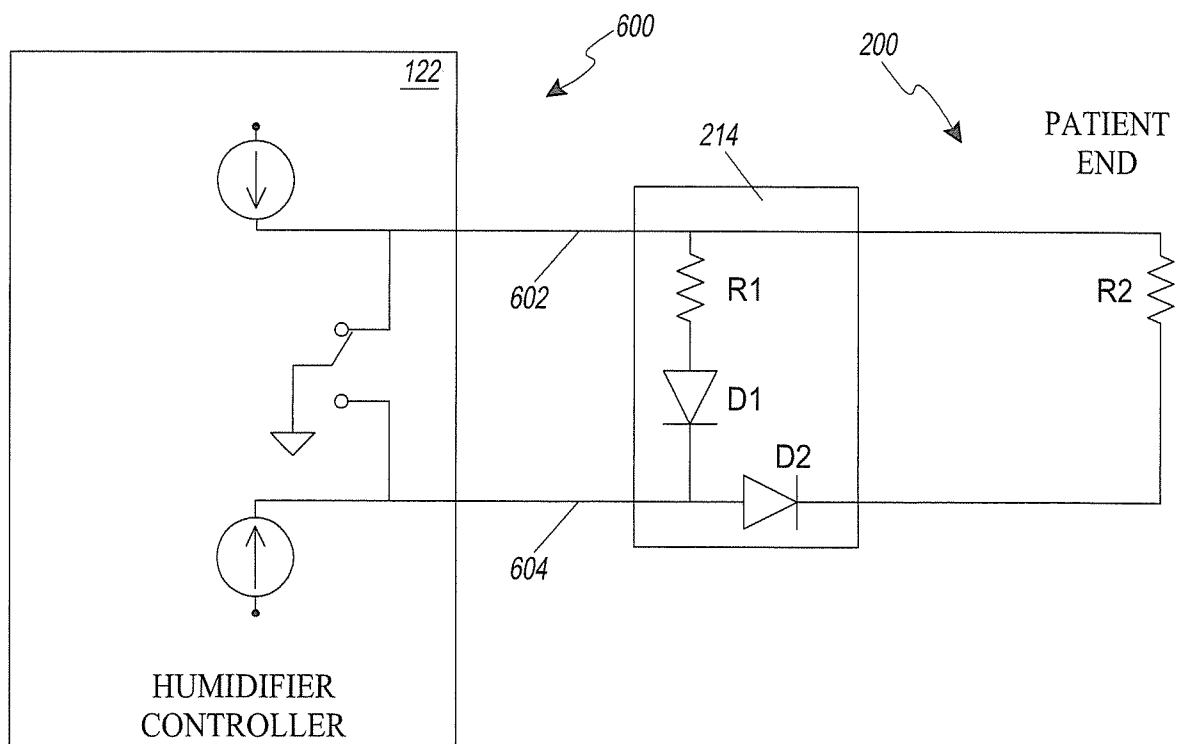 600
200
122
214
PATIENT
END
602
R1
R2
D1
D2
604
HUMIDIFIER
CONTROLLER